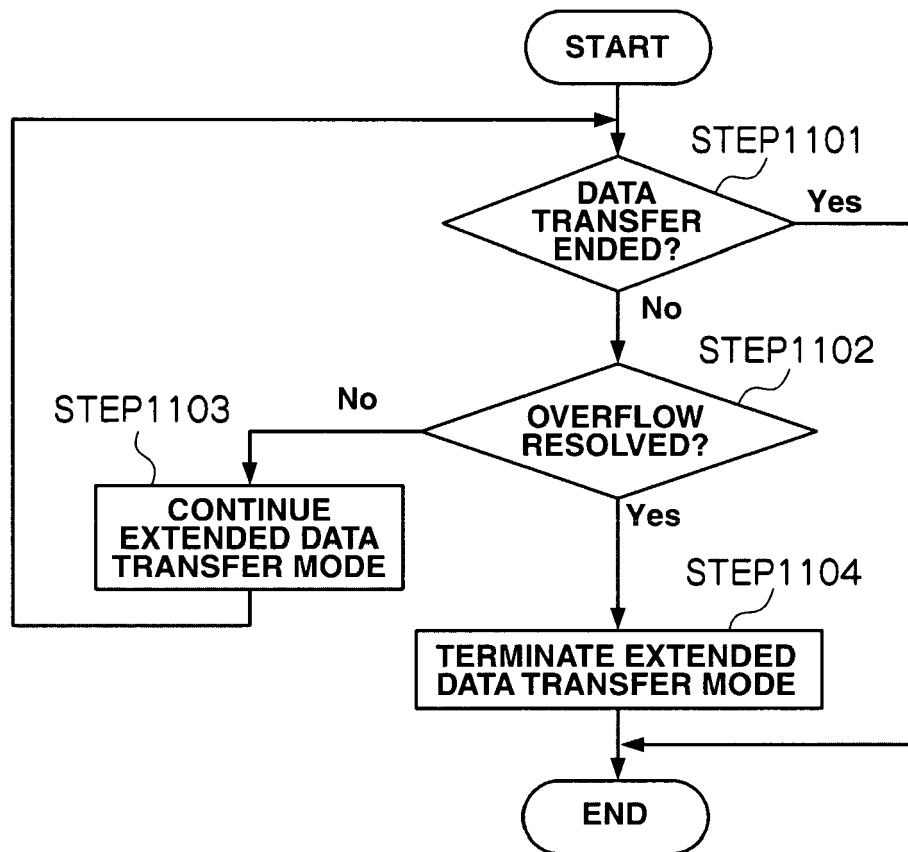 START
STEP1101
DATA
TRANSFER
ENDED?
Yes
No
STEP1102
OVERFLOW
RESOLVED?
No
STEP1103
CONTINUE
EXTENDED DATA
TRANSFER MODE
Yes
STEP1104
TERMINATE EXTENDED
DATA TRANSFER MODE
END